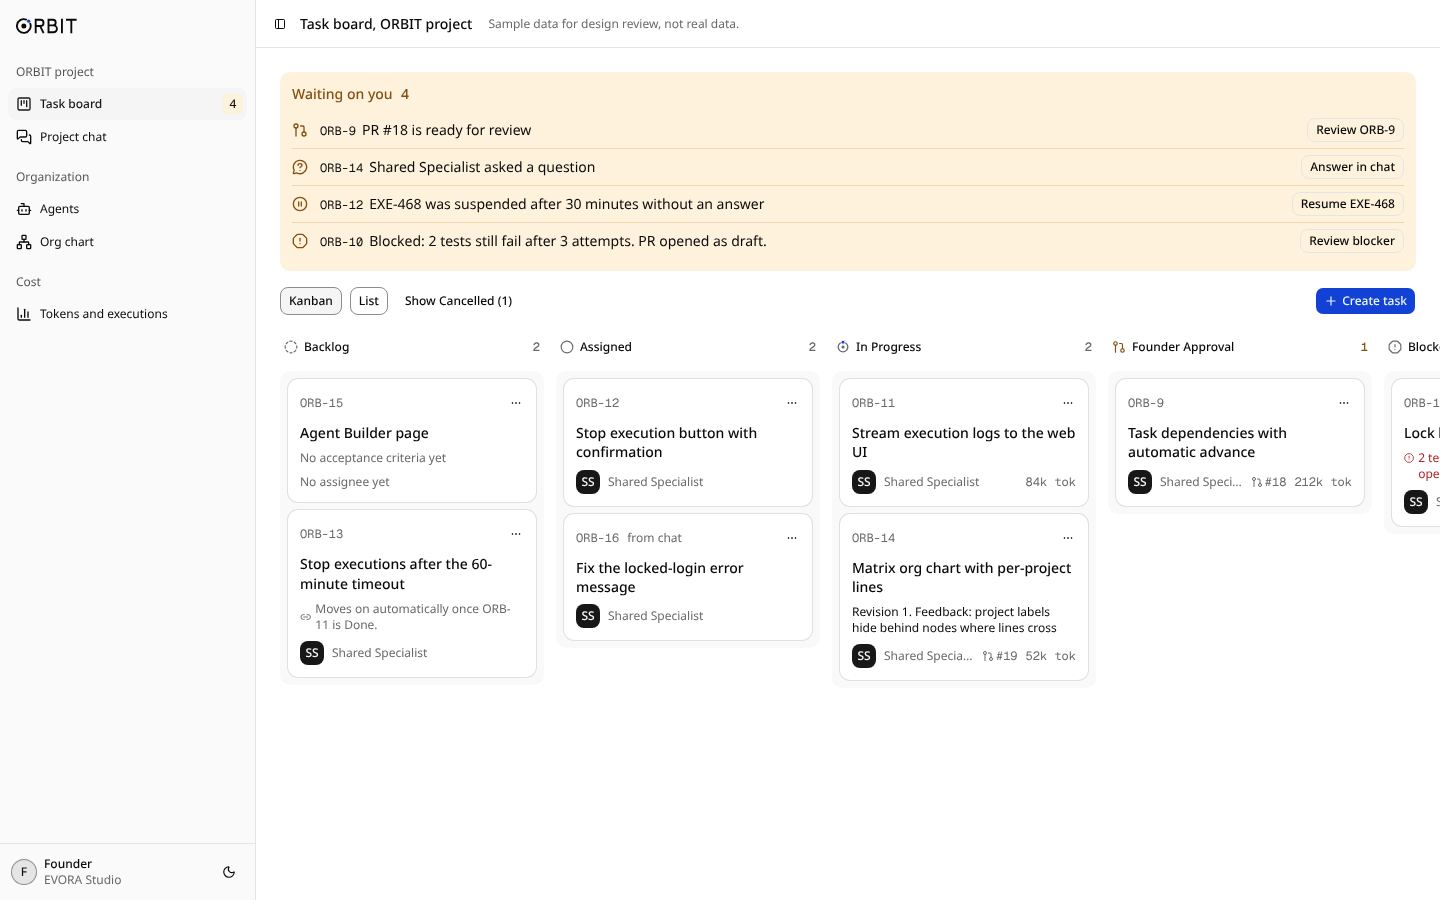 ORBIT
Task board, ORBIT project
Sample data for design review, not real data.
ORBIT project
Task board
4
Project chat
Organization
Agents
Org chart
Cost
Tokens and executions
Founder
EVORA Studio
F
Waiting on you 4
ORB-9 PR #18 is ready for review
Review ORB-9
ORB-14 Shared Specialist asked a question
Answer in chat
ORB-12 EXE-468 was suspended after 30 minutes without an answer
Resume EXE-468
ORB-10 Blocked: 2 tests still fail after 3 attempts. PR opened as draft.
Review blocker
Kanban
List
Show Cancelled (1)
Create task
Backlog
2
ORB-15
Agent Builder page
No acceptance criteria yet
No assignee yet
ORB-13
Stop executions after the 60-
minute timeout
Moves on automatically once ORB-
11 is Done.
SS
Shared Specialist
Assigned
2
ORB-12
Stop execution button with
confirmation
SS
Shared Specialist
ORB-16 from chat
Fix the locked-login error
message
SS
Shared Specialist
In Progress
2
ORB-11
Stream execution logs to the web
UI
SS
Shared Specialist
84k tok
ORB-14
Matrix org chart with per-project
lines
Revision 1. Feedback: project labels
hide behind nodes where lines cross
SS
Shared Specia...
#19 52k tok
Founder Approval
1
ORB-9
Task dependencies with
automatic advance
SS
Shared Speci...
#18 212k tok
Block
ORB-1
Lock
2 te
ope
SS